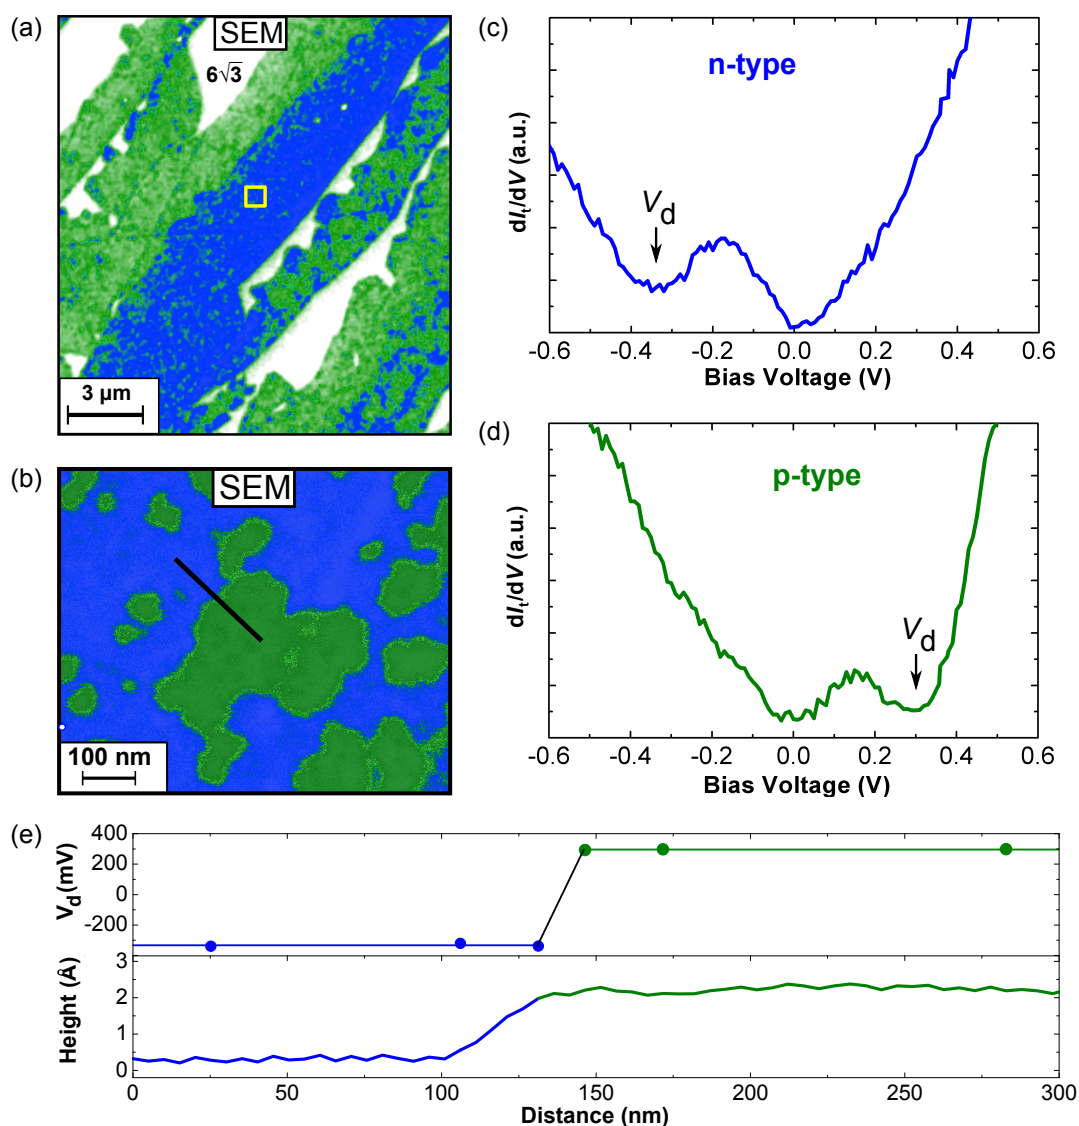 (a)
SEM
6√3
3 µm
(b)
SEM
100 nm
(c)
n-type
V_d
dI_t/dV (a.u.)
-0.6 -0.4 -0.2 0.0 0.2 0.4 0.6
Bias Voltage (V)
(d)
p-type
V_d
dI_t/dV (a.u.)
-0.6 -0.4 -0.2 0.0 0.2 0.4 0.6
Bias Voltage (V)
(e)
V_d(mV)
400
200
0
-200
Height (Å)
3
2
1
0
0 50 100 150 200 250 300
Distance (nm)